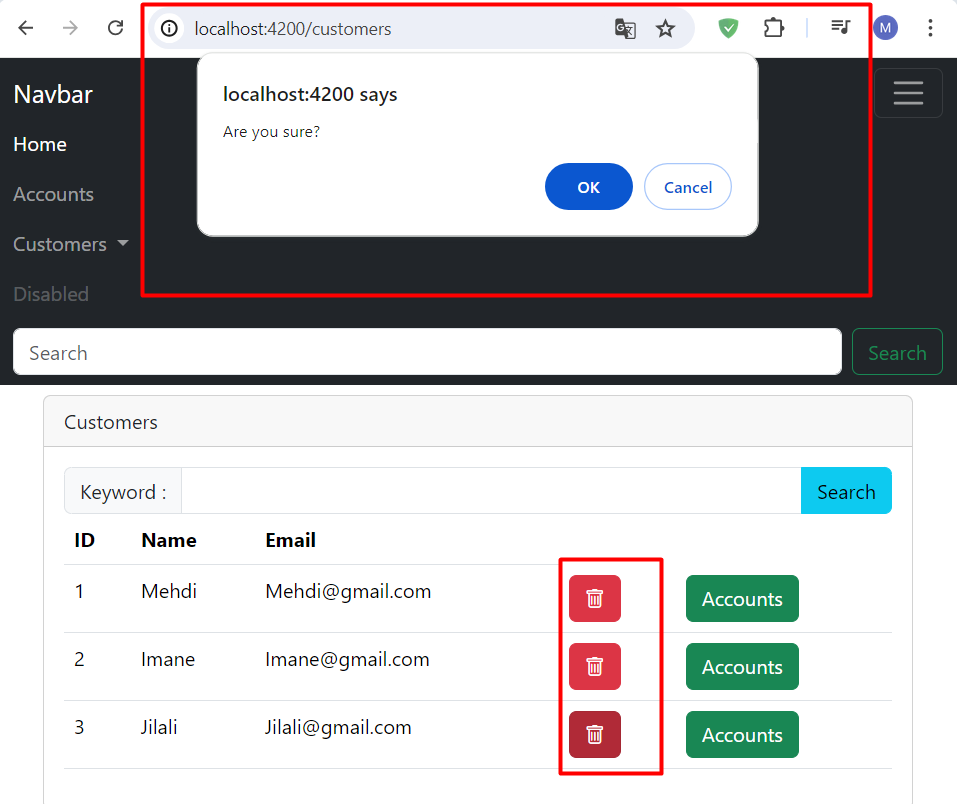 localhost:4200/customers
M
localhost:4200 says
Are you sure?
OK Cancel
Navbar
Home
Accounts
Customers
Disabled
Search Search
Customers
Keyword : Search
ID Name Email
1 Mehdi Mehdi@gmail.com Accounts
2 Imane Imane@gmail.com Accounts
3 Jilali Jilali@gmail.com Accounts